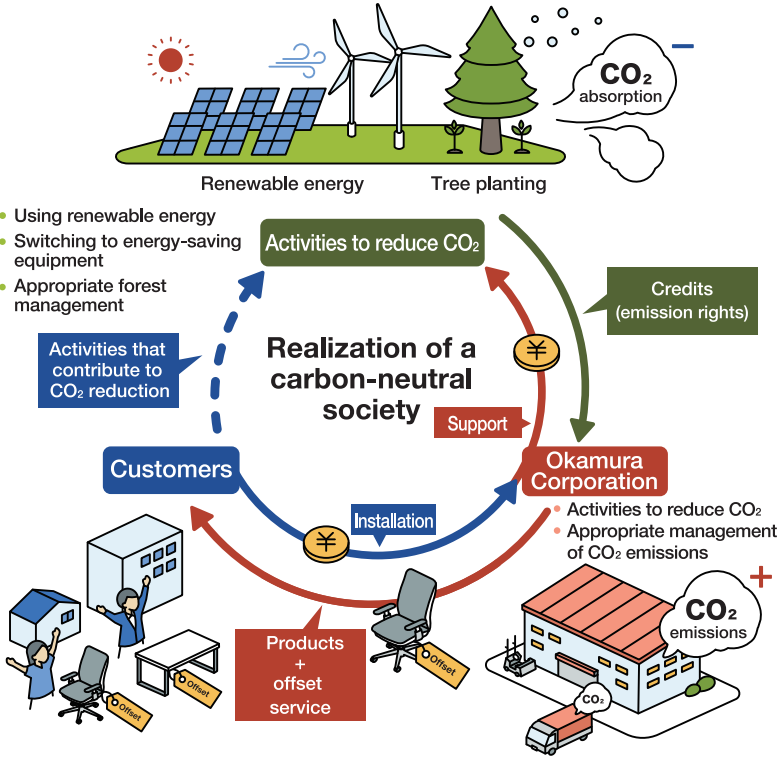 CO₂
absorption
Renewable energy
Tree planting
• Using renewable energy
• Switching to energy-saving
equipment
• Appropriate forest
management
Activities to reduce CO₂
Credits
(emission rights)
Activities that
contribute to
CO₂ reduction
Realization of a
carbon-neutral
society
¥
Support
Customers
Okamura
Corporation
¥
Installation
• Activities to reduce CO₂
• Appropriate management
of CO₂ emissions
CO₂
emissions
CO₂
Products
+
offset
service
Offset
Offset
Offset